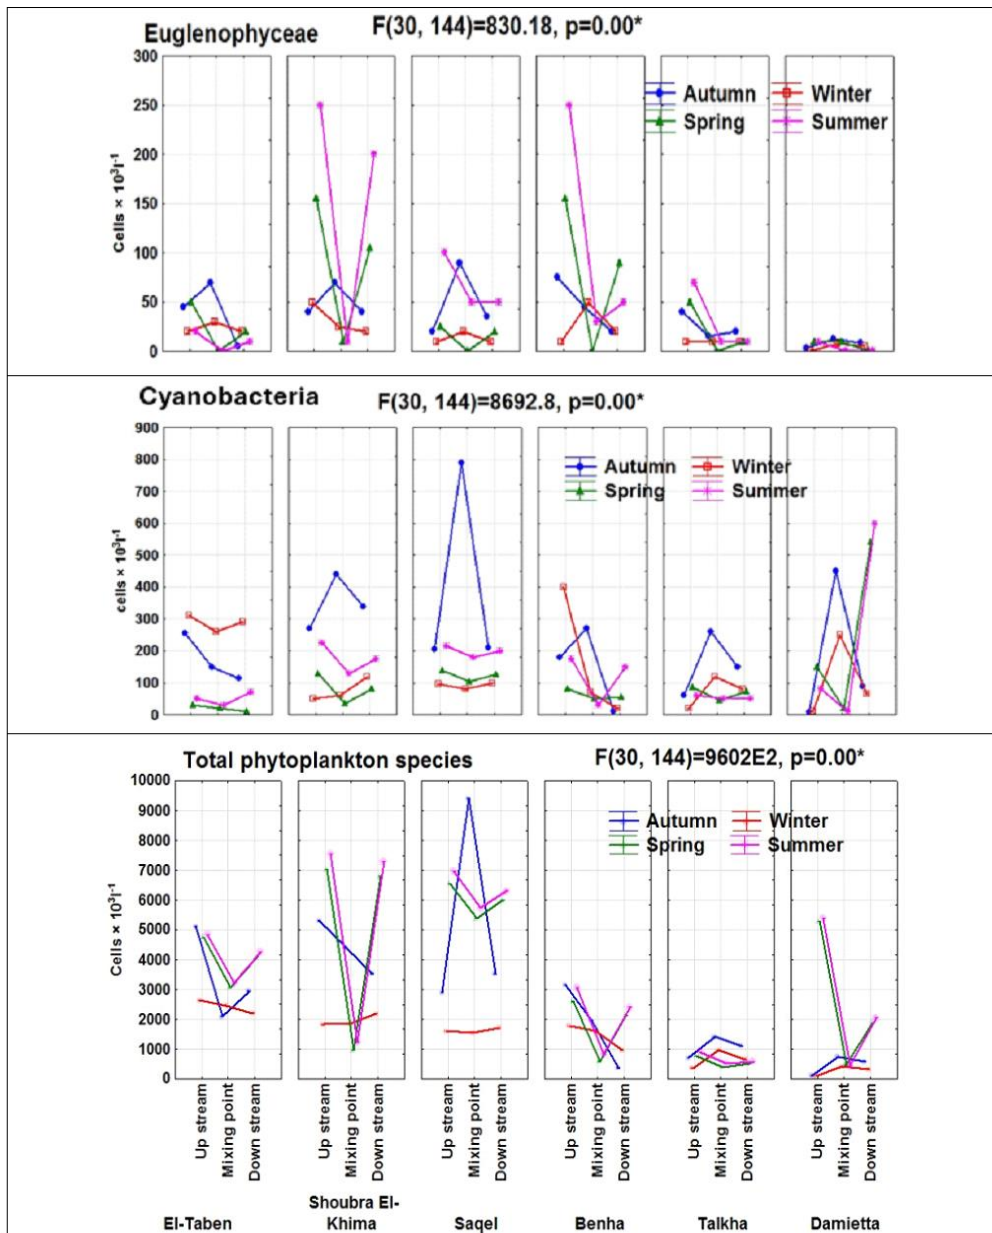 Euglenophyceae
F(30, 144)=830.18, p=0.00*
300
250
200
150
100
50
0
Cells × 10³l⁻¹
Autumn
Winter
Spring
Summer
Cyanobacteria
F(30, 144)=8692.8, p=0.00*
900
800
700
600
500
400
300
200
100
0
cells × 10³l⁻¹
Autumn
Winter
Spring
Summer
Total phytoplankton species
F(30, 144)=9602E2, p=0.00*
10000
9000
8000
7000
6000
5000
4000
3000
2000
1000
0
Cells × 10³l⁻¹
Autumn
Winter
Spring
Summer
Up stream
Mixing point
Down stream
Up stream
Mixing point
Down stream
Up stream
Mixing point
Down stream
Up stream
Mixing point
Down stream
Up stream
Mixing point
Down stream
Up stream
Mixing point
Down stream
El-Taben
Shoubra El-
Khima
Saqel
Benha
Talkha
Damietta